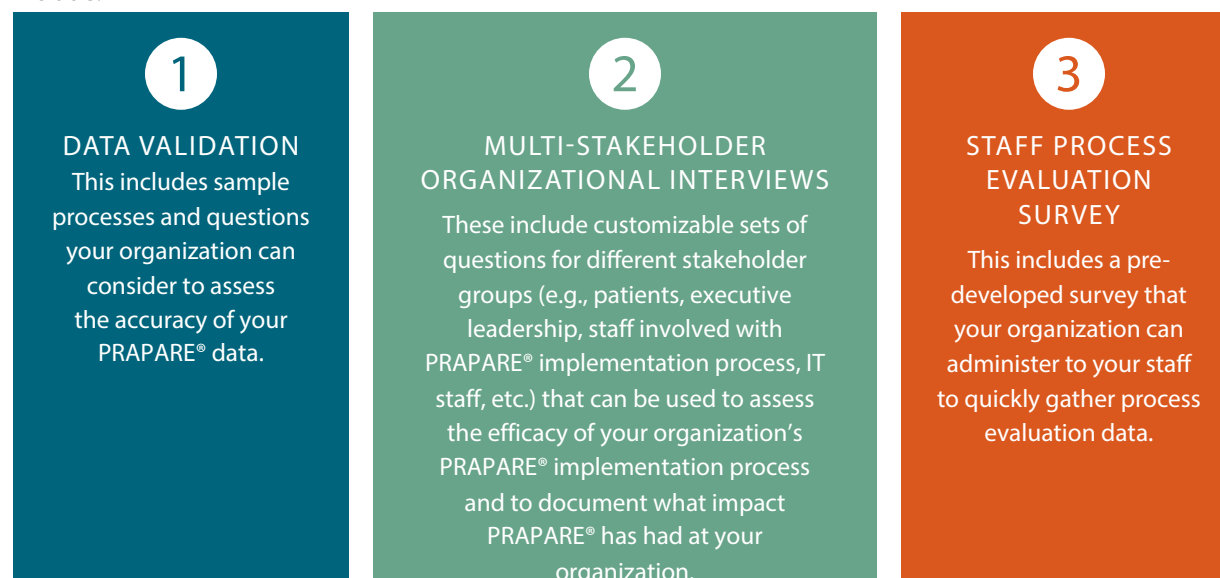 1
DATA VALIDATION
This includes sample
processes and questions
your organization can
consider to assess
the accuracy of your
PRAPARE® data.
2
MULTI-STAKEHOLDER
ORGANIZATIONAL INTERVIEWS
These include customizable sets of
questions for different stakeholder
groups (e.g., patients, executive
leadership, staff involved with
PRAPARE® implementation process, IT
staff, etc.) that can be used to assess
the efficacy of your organization’s
PRAPARE® implementation process
and to document what impact
PRAPARE® has had at your
organization.
3
STAFF PROCESS
EVALUATION
SURVEY
This includes a pre-
developed survey that
your organization can
administer to your staff
to quickly gather process
evaluation data.